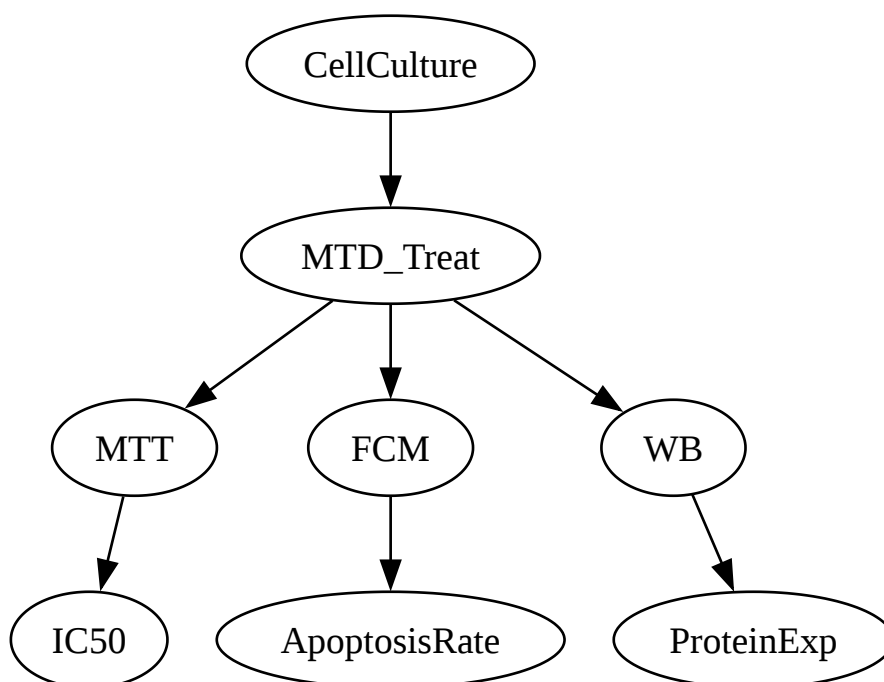 CellCulture
MTD_Treat
MTT
FCM
WB
IC50
ApoptosisRate
ProteinExp